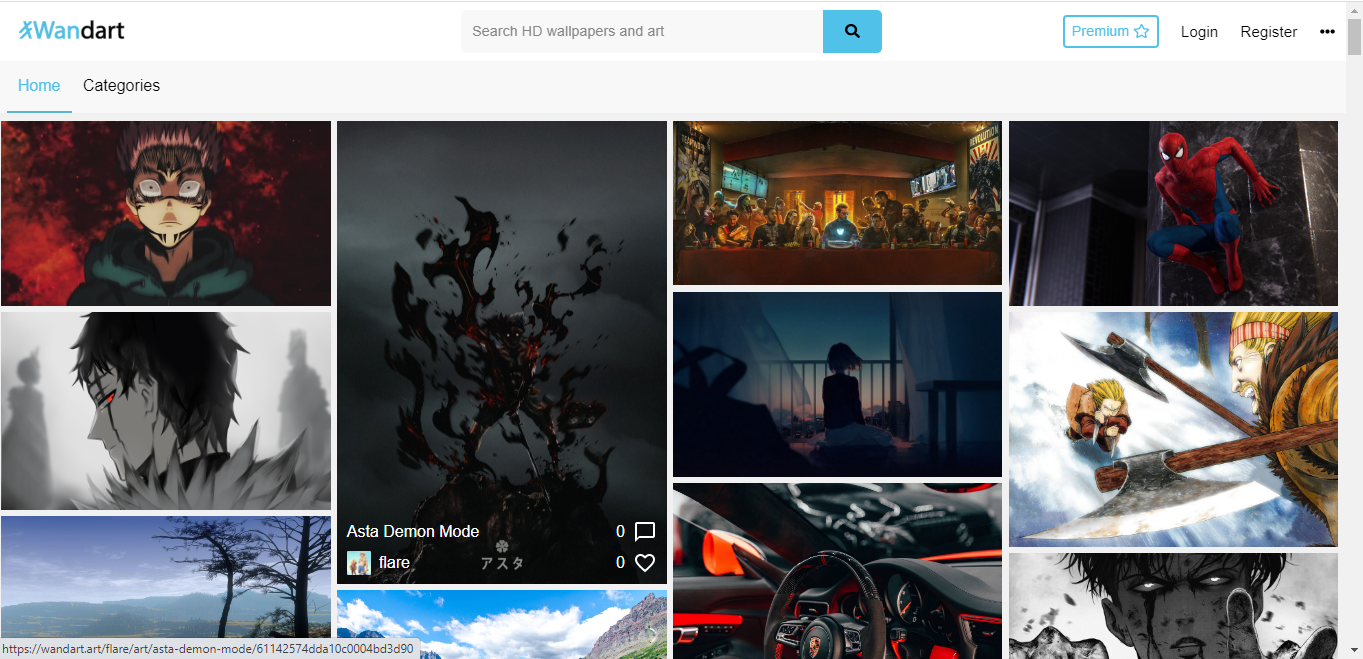 Wandart
Search HD wallpapers and art
Premium
Login
Register
Home
Categories
REVOLUTION
Asta Demon Mode
0
flare
アスタ
0
https://wandart.art/flare/art/asta-demon-mode/61142574dda10c0004bd3d90